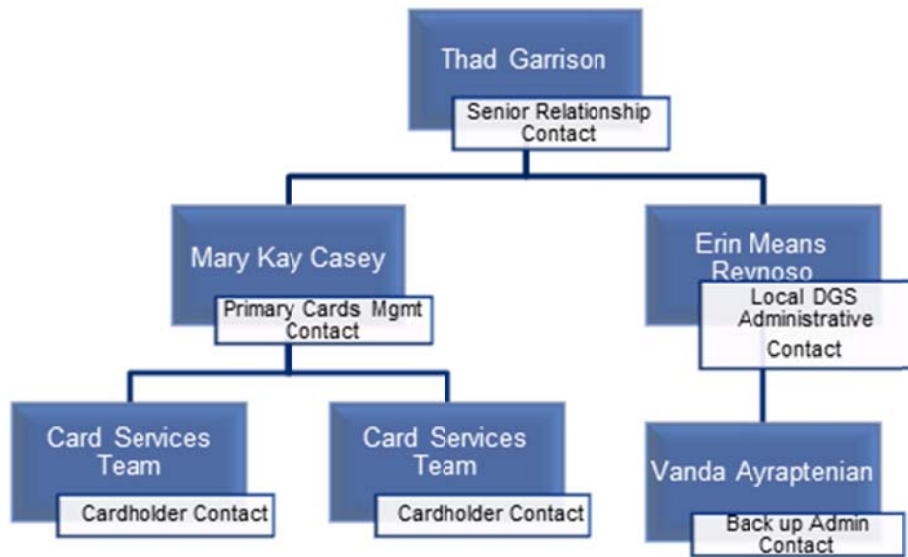 Thad Garrison
Senior Relationship
Contact
Mary Kay Casey
Primary Cards Mgmt
Contact
Erin Means
Reynoso
Local DGS
Administrative
Contact
Card Services
Team
Cardholder Contact
Card Services
Team
Cardholder Contact
Vanda Ayraptenian
Back up Admin
Contact